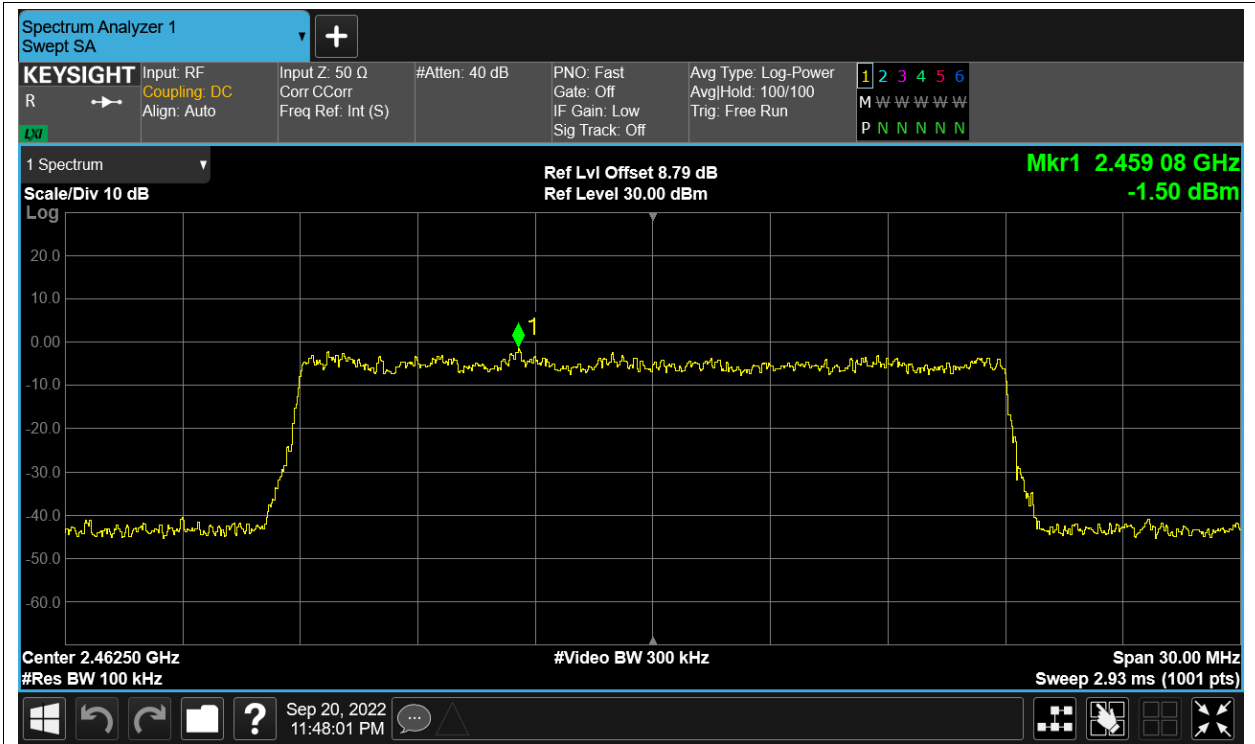 Spectrum Analyzer 1
Swept SA
+
KEYSIGHT
R
LXI
Input: RF
Coupling: DC
Align: Auto
Input Z: 50 Ω
Corr CCorr
Freq Ref: Int (S)
#Atten: 40 dB
PNO: Fast
Gate: Off
IF Gain: Low
Sig Track: Off
Avg Type: Log-Power
Avg|Hold: 100/100
Trig: Free Run
1 2 3 4 5 6
M W W W W W W
P N N N N N N
1 Spectrum
Scale/Div 10 dB
Log
Ref Lvl Offset 8.79 dB
Ref Level 30.00 dBm
Mkr1 2.459 08 GHz
-1.50 dBm
20.0
10.0
0.00
-10.0
-20.0
-30.0
-40.0
-50.0
-60.0
1
Center 2.46250 GHz
#Res BW 100 kHz
#Video BW 300 kHz
Span 30.00 MHz
Sweep 2.93 ms (1001 pts)
?
Sep 20, 2022
11:48:01 PM